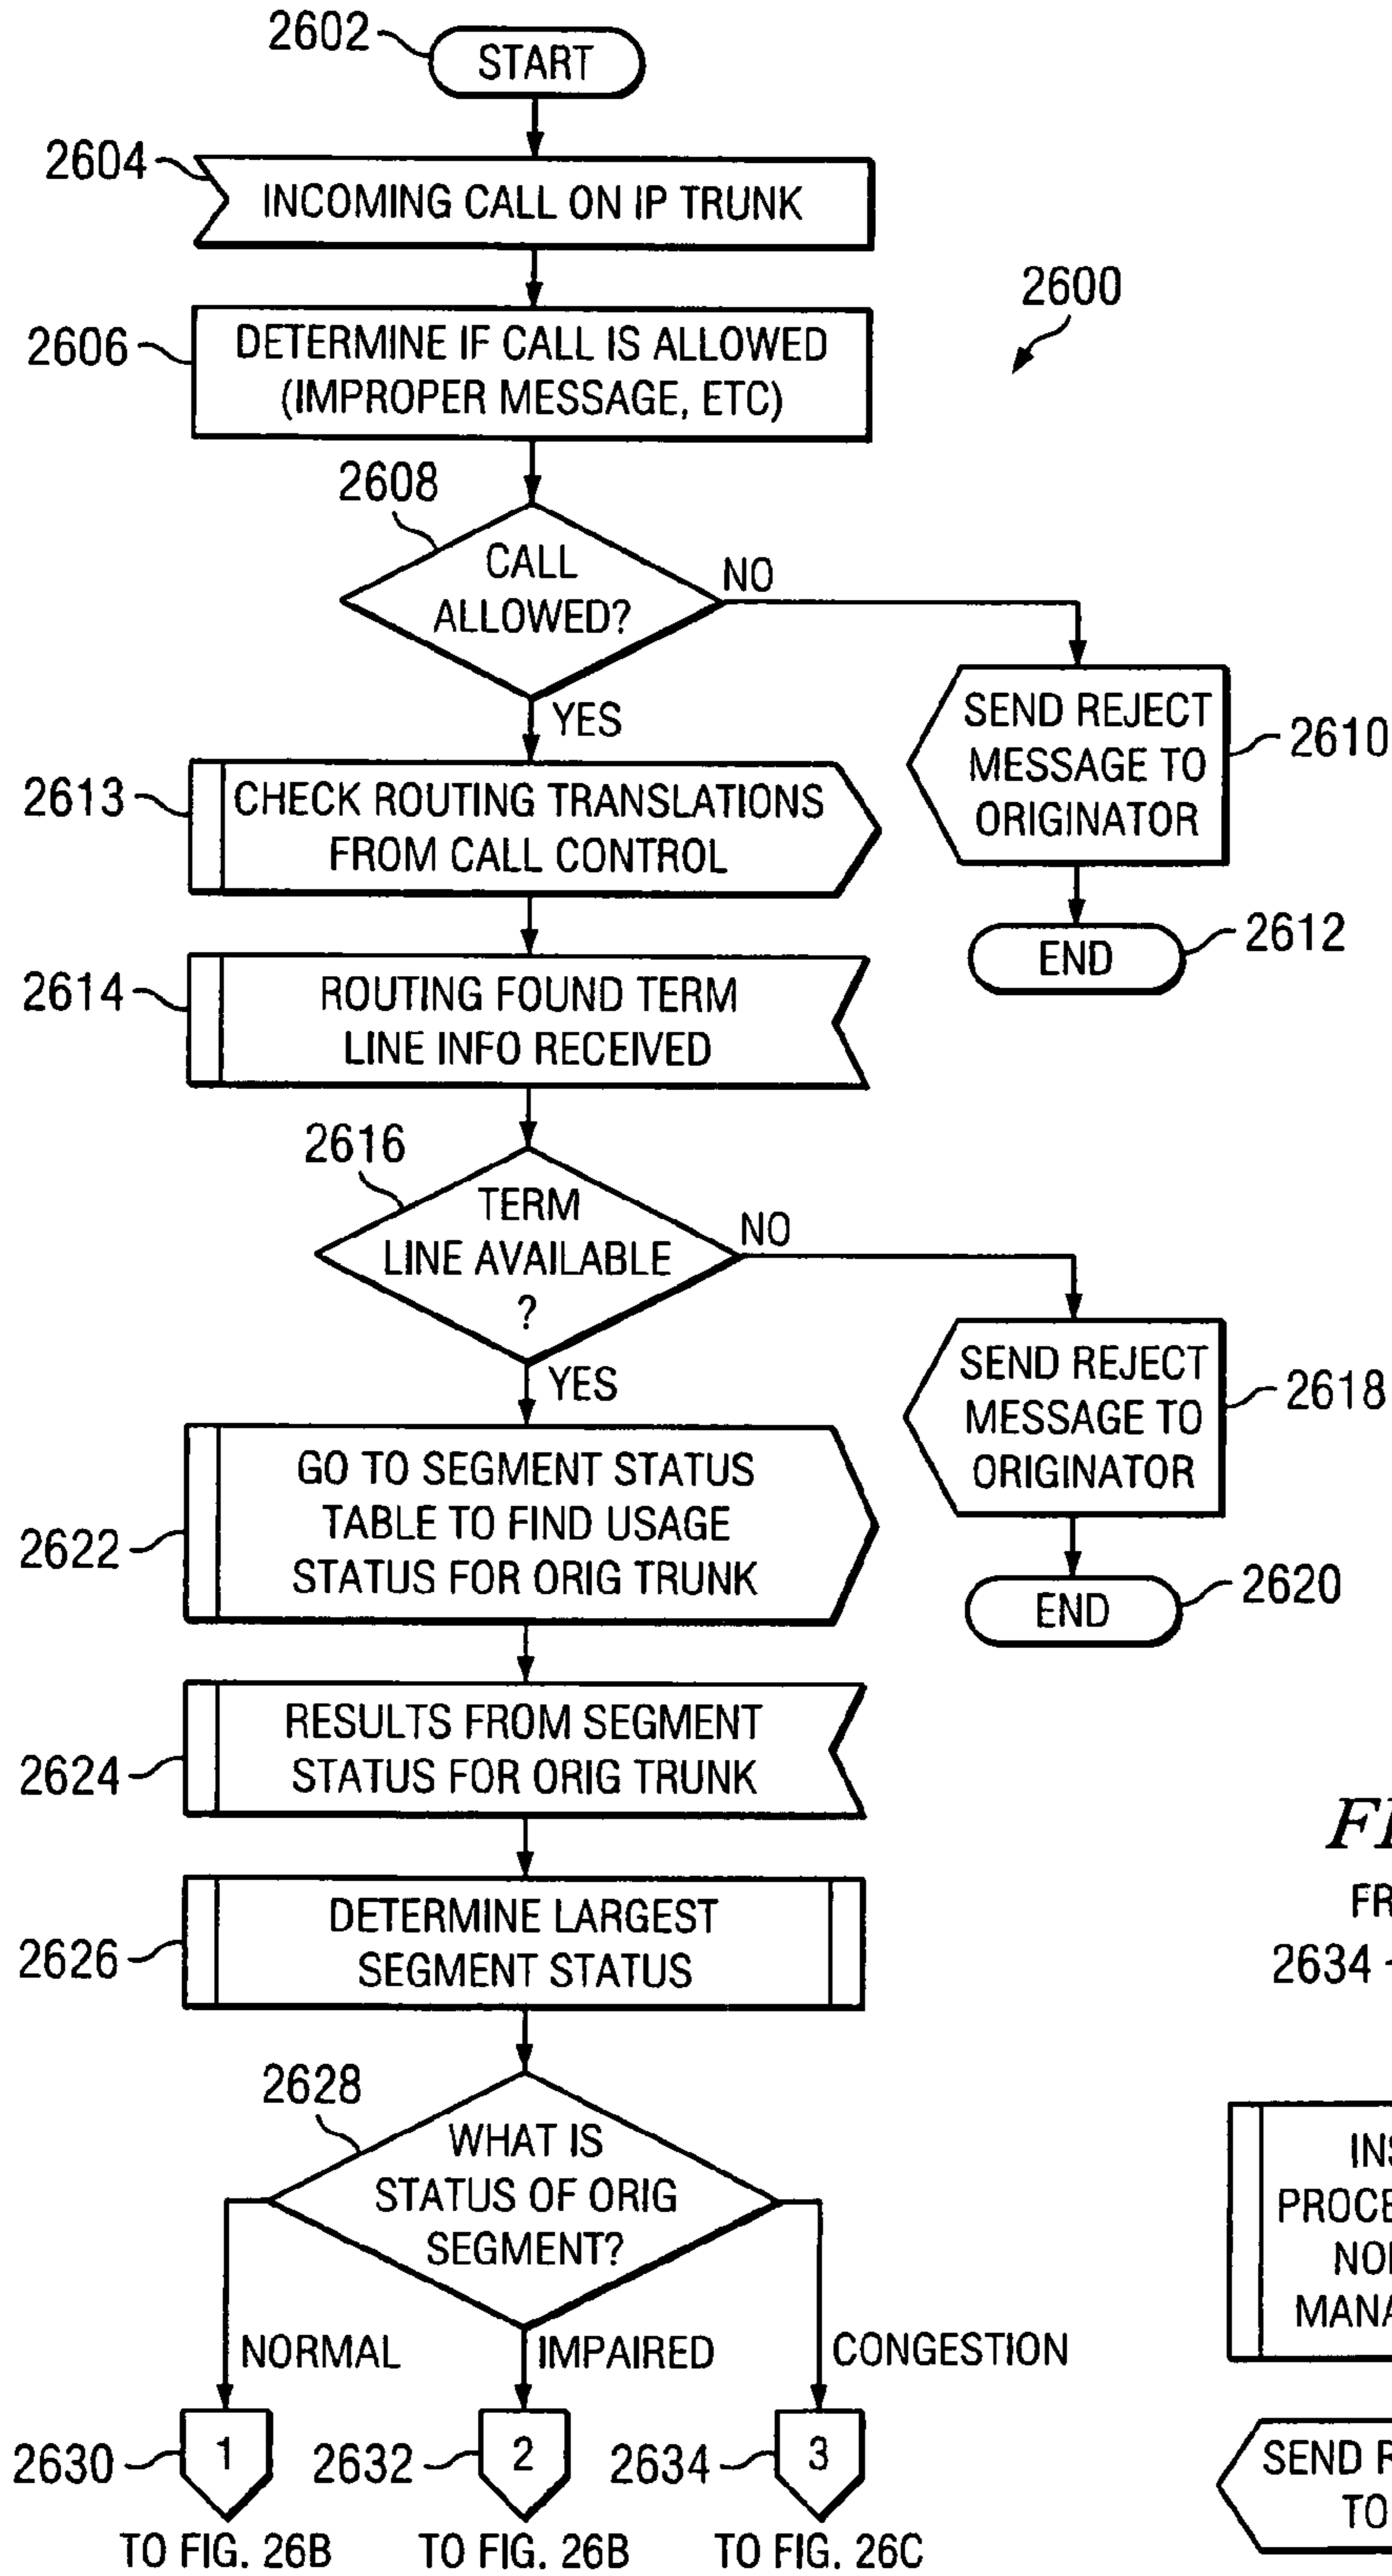 2602
START
2604
INCOMING CALL ON IP TRUNK
2600
2606
DETERMINE IF CALL IS ALLOWED
(IMPROPER MESSAGE, ETC)
2608
CALL
ALLOWED?
NO
YES
SEND REJECT
MESSAGE TO
ORIGINATOR
2610
2613
CHECK ROUTING TRANSLATIONS
FROM CALL CONTROL
END
2612
2614
ROUTING FOUND TERM
LINE INFO RECEIVED
2616
TERM
LINE AVAILABLE
?
NO
YES
SEND REJECT
MESSAGE TO
ORIGINATOR
2618
2622
GO TO SEGMENT STATUS
TABLE TO FIND USAGE
STATUS FOR ORIG TRUNK
END
2620
2624
RESULTS FROM SEGMENT
STATUS FOR ORIG TRUNK
2626
DETERMINE LARGEST
SEGMENT STATUS
2634
2628
WHAT IS
STATUS OF ORIG
SEGMENT?
NORMAL
IMPAIRED
CONGESTION
2630
1
2632
2
2634
3
TO FIG. 26B
TO FIG. 26B
TO FIG. 26C
SEND
TO